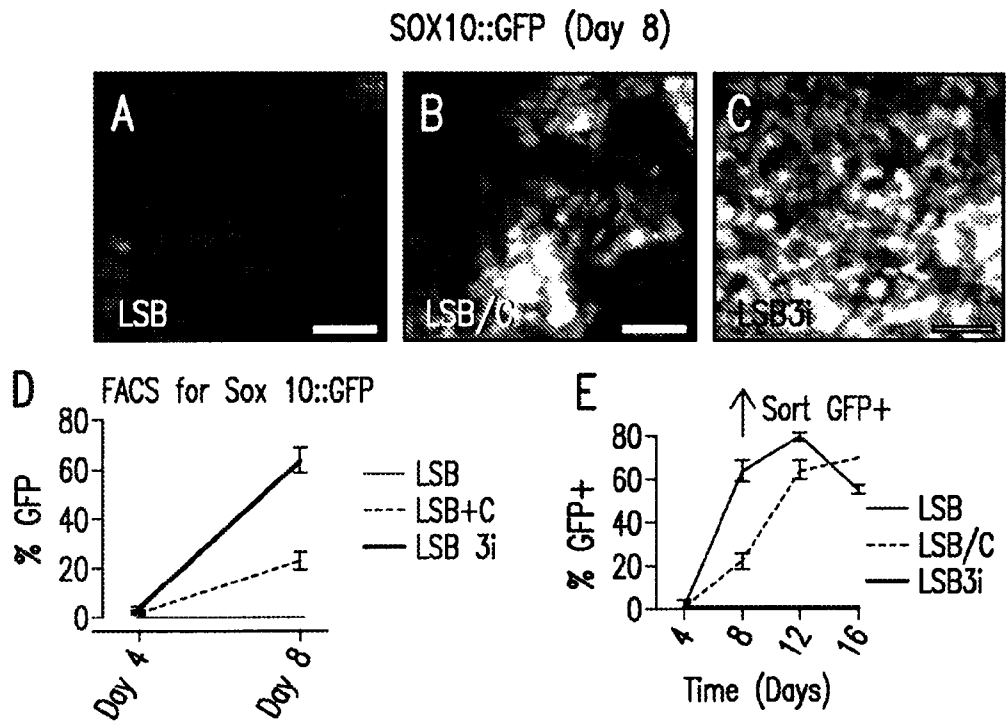 SOX10::GFP (Day 8)
A
LSB
B
LSB/C
C
LSB3i
D
FACS for Sox 10::GFP
% GFP
80
60
40
20
0
Day 4
Day 8
LSB
LSB+C
LSB 3i
E
Sort GFP+
% GFP+
80
60
40
20
0
4
8
12
16
Time (Days)
LSB
LSB/C
LSB3i